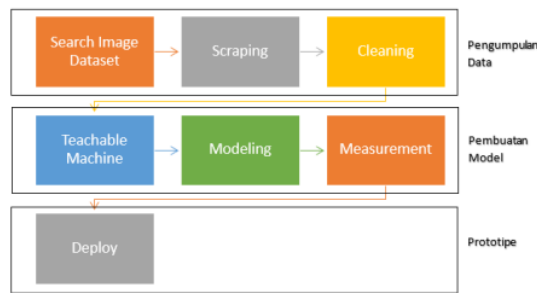 Search Image
Dataset
Scraping
Cleaning
Pengumpulan
Data
Teachable
Machine
Modeling
Measurement
Pembuatan
Model
Deploy
Prototipe